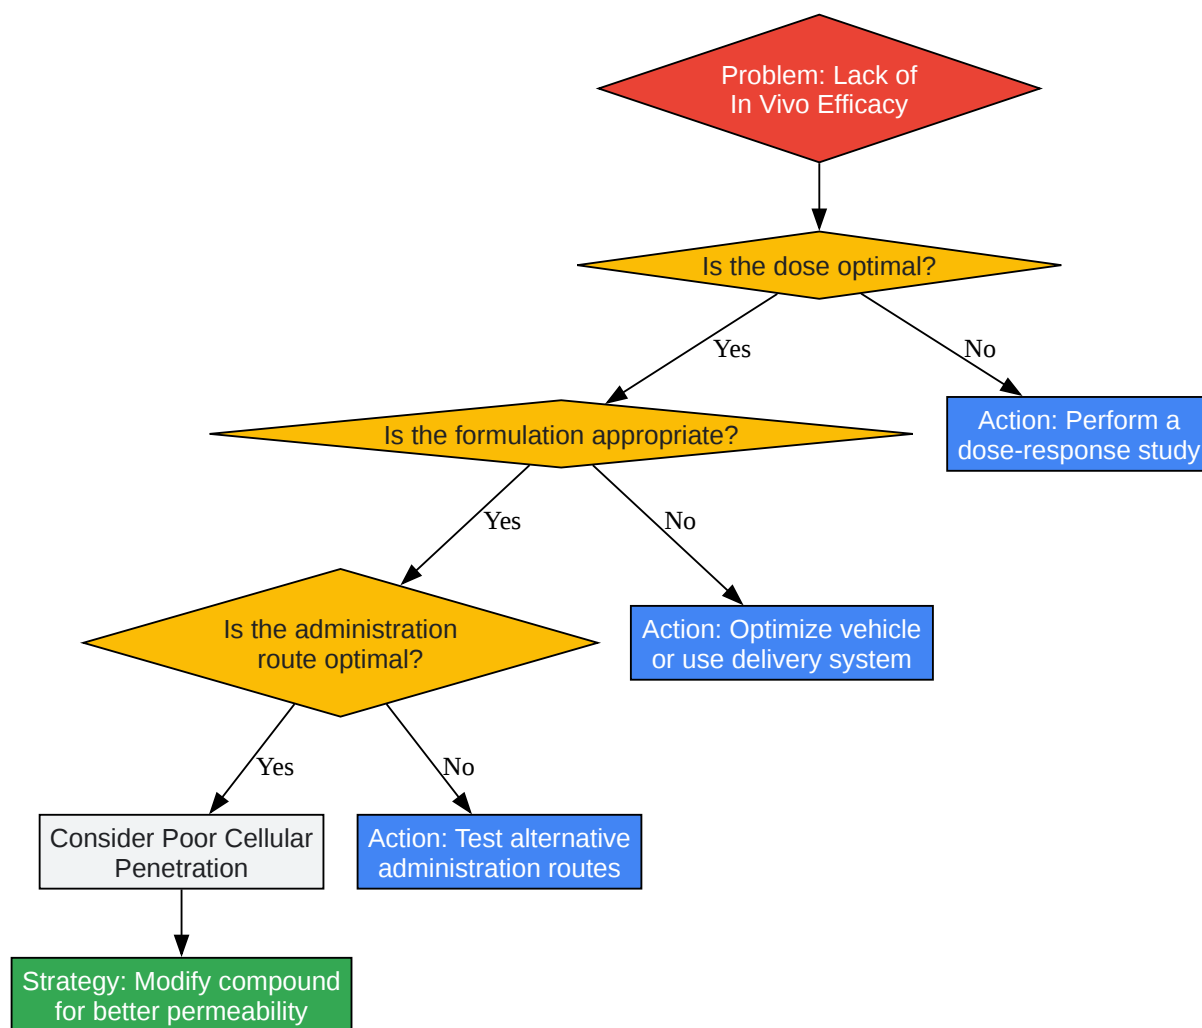 Problem: Lack of
In Vivo Efficacy
Is the dose optimal?
Yes
No
Is the formulation appropriate?
Action: Perform a
dose-response study
Yes
No
Is the administration
route optimal?
Action: Optimize vehicle
or use delivery system
Yes
No
Consider Poor Cellular
Penetration
Action: Test alternative
administration routes
Strategy: Modify compound
for better permeability